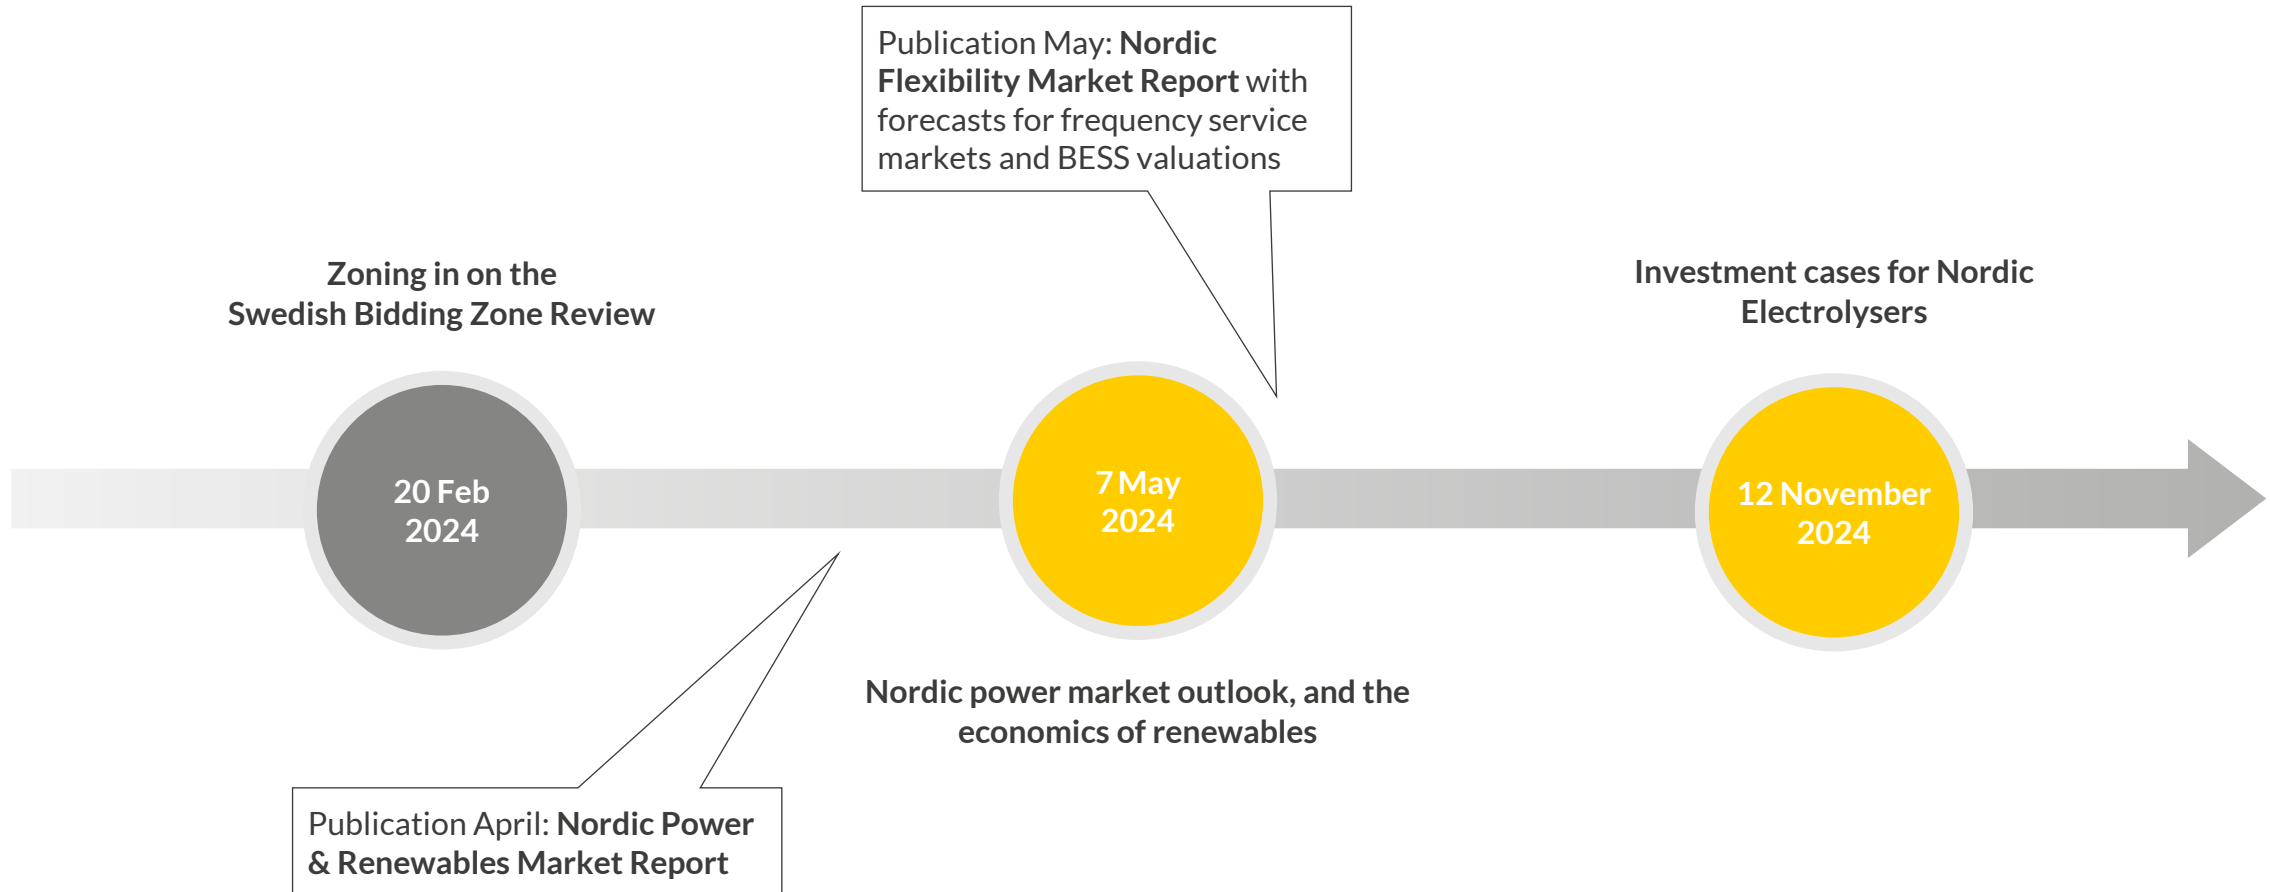 Publication May: Nordic
Flexibility Market Report with
forecasts for frequency service
markets and BESS valuations
Zoning in on the
Swedish Bidding Zone Review
Investment cases for Nordic
Electrolysers
20 Feb
2024
7 May
2024
12 November
2024
Nordic power market outlook, and the
economics of renewables
Publication April: Nordic Power
& Renewables Market Report